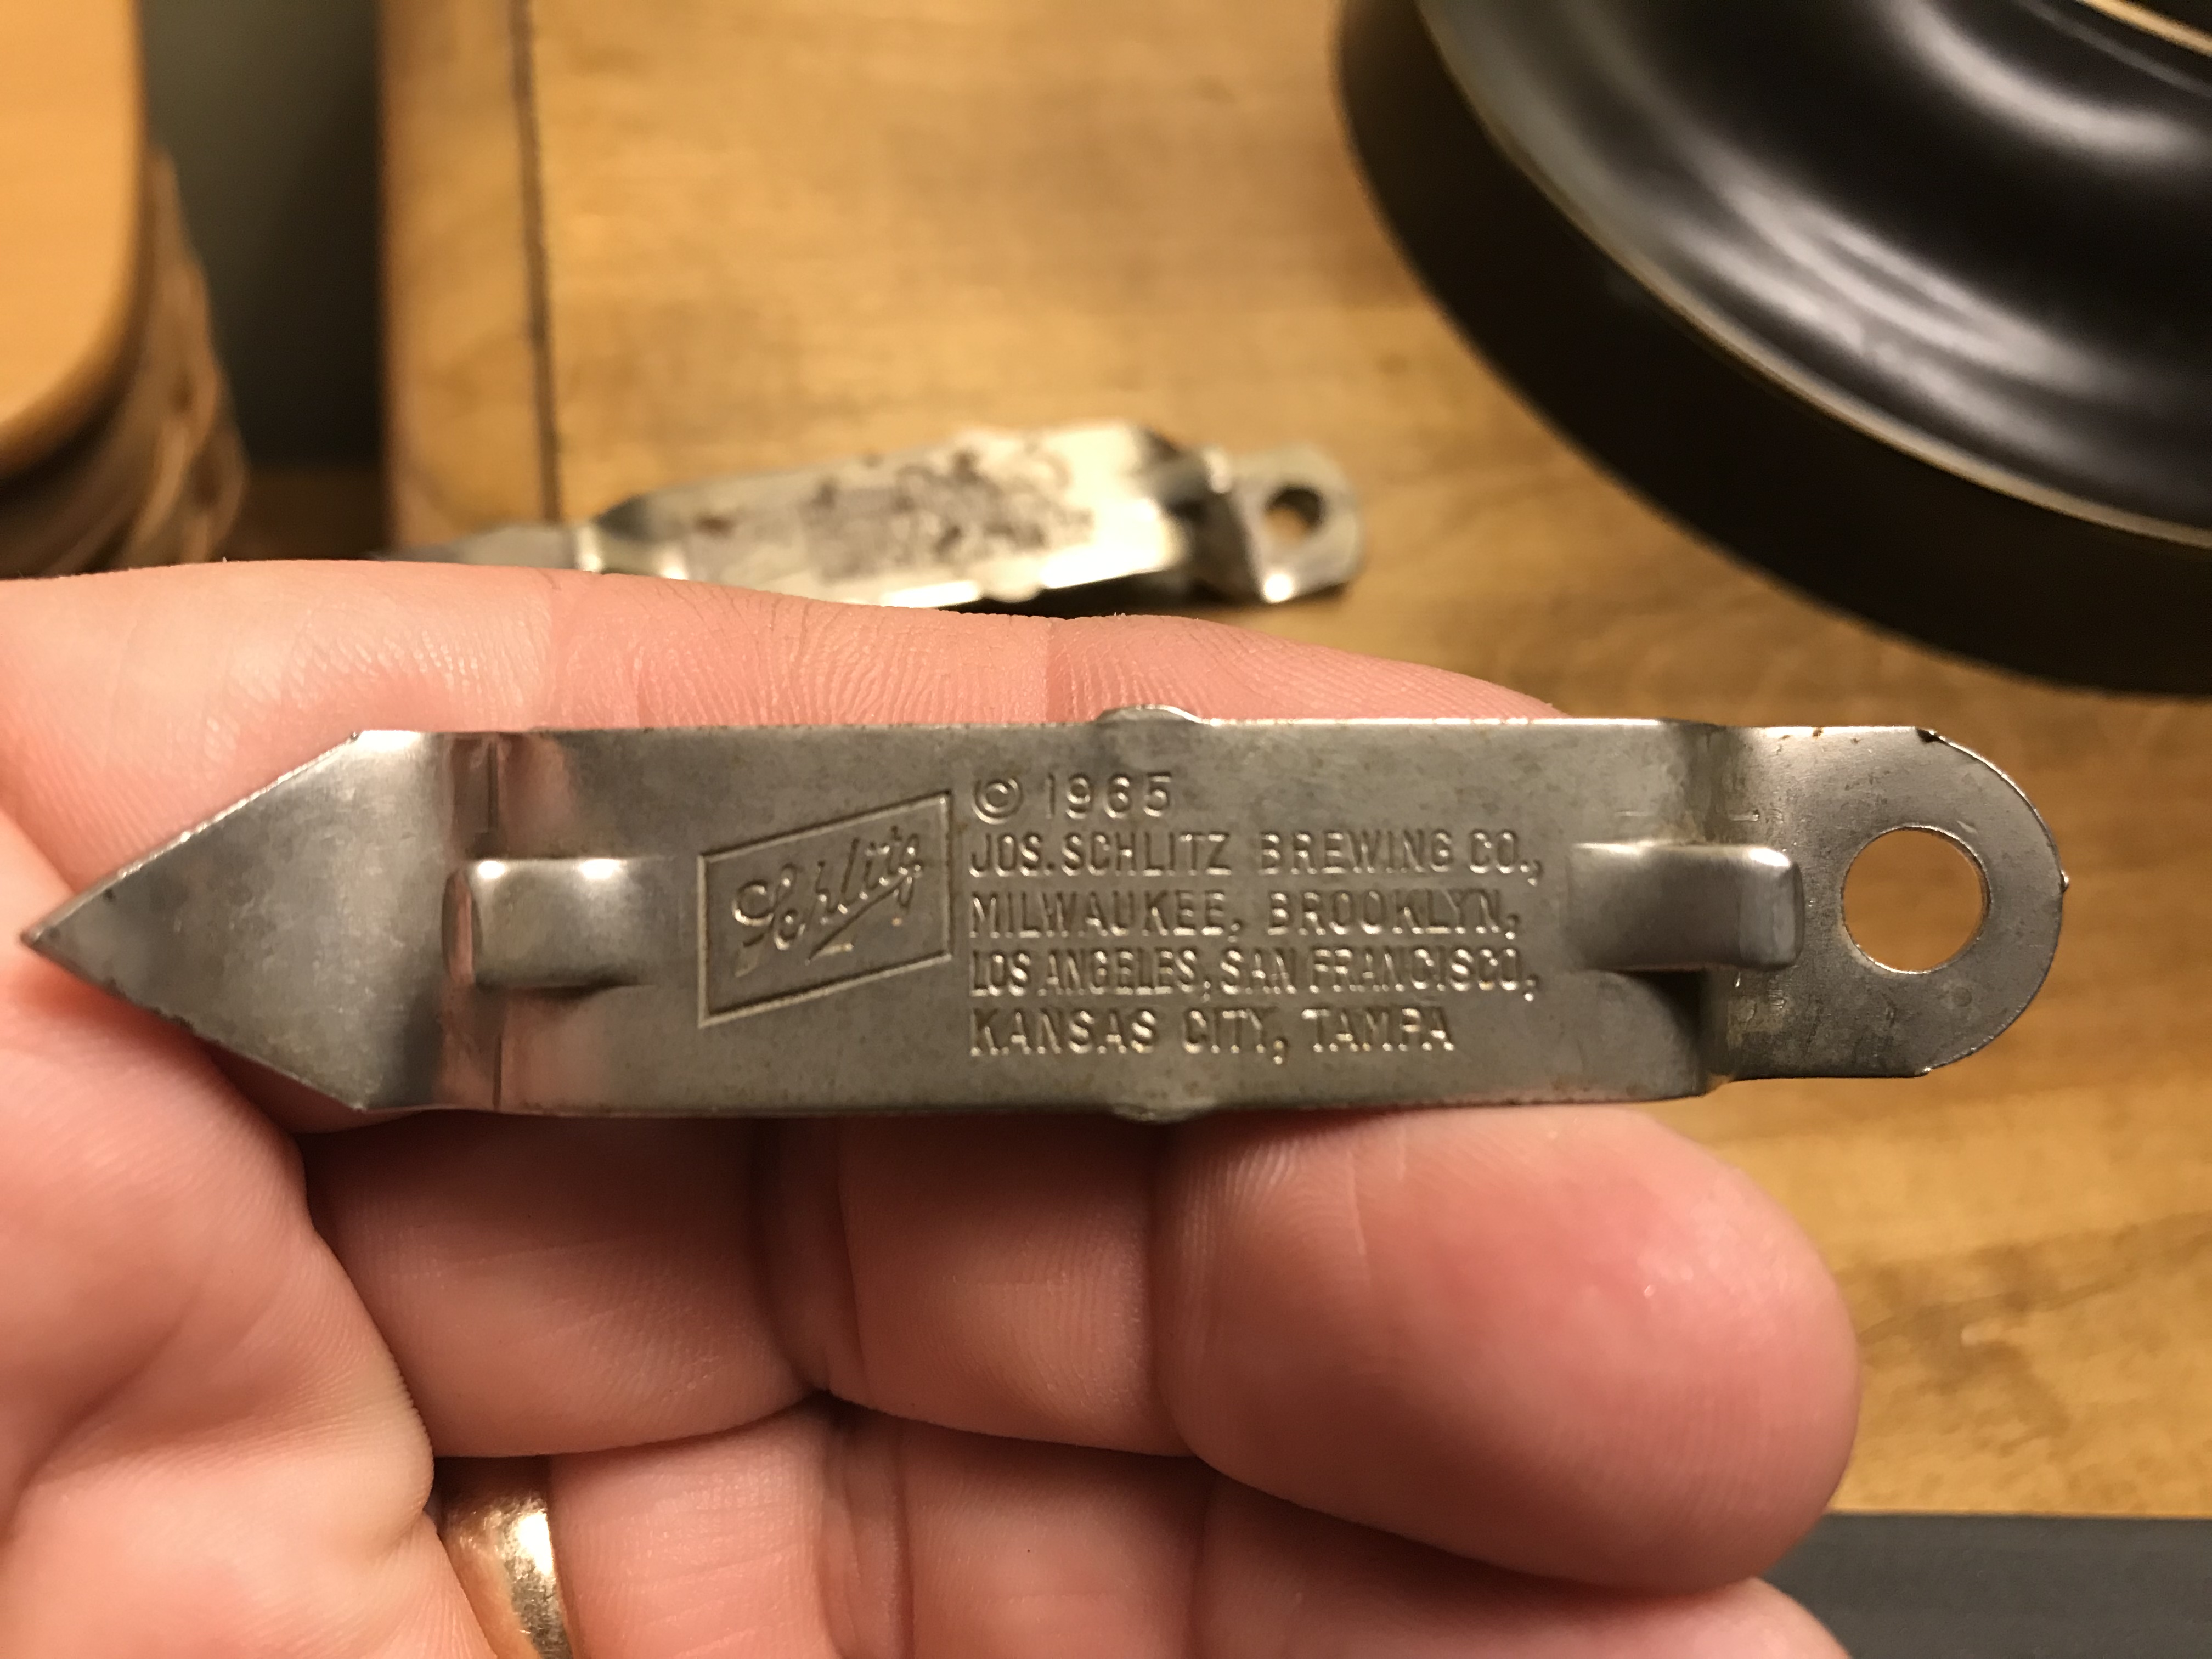 Schlitz
© 1965
JOS. SCHLITZ BREWING CO.,
MILWAUKEE, BROOKLYN,
LOS ANGELES, SAN FRANCISCO,
KANSAS CITY, TAMPA